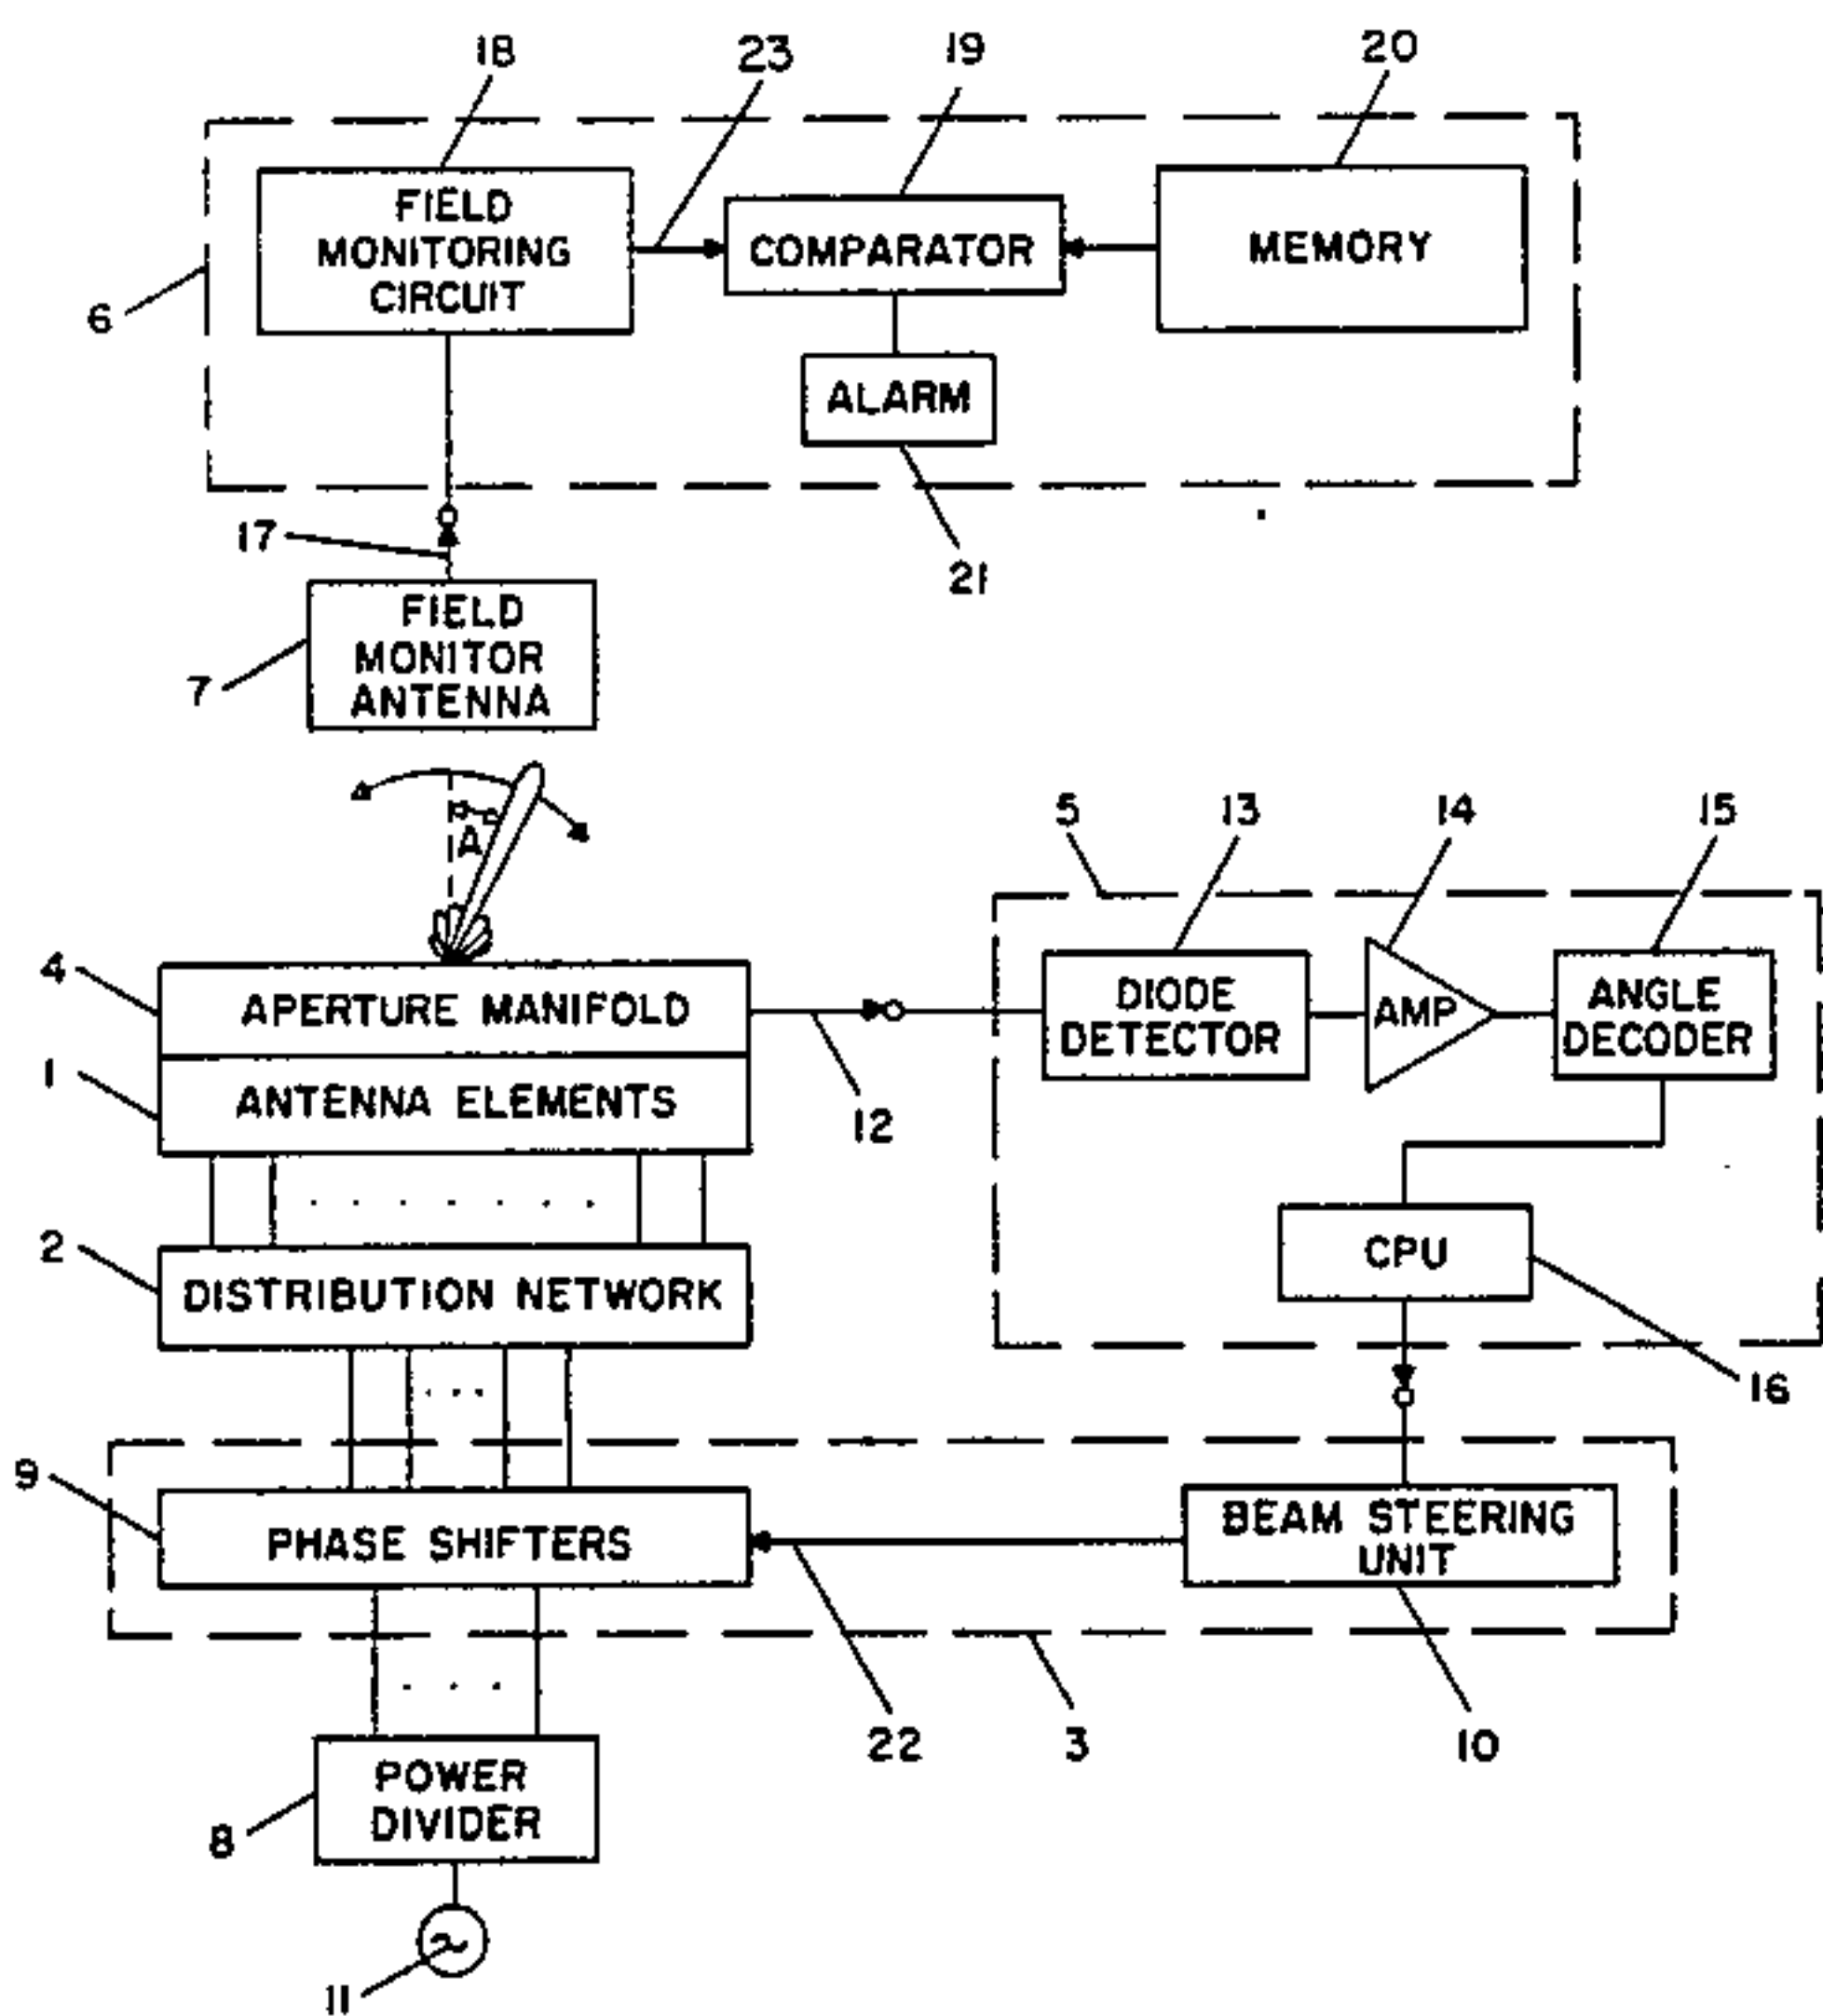 18
23
19
20
FIELD
MONITORING
CIRCUIT
COMPARATOR
MEMORY
6
ALARM
17
21
FIELD
MONITOR
ANTENNA
7
A
5
13
14
15
4
APERTURE MANIFOLD
DIODE
DETECTOR
AMP
ANGLE
DECODER
1
ANTENNA ELEMENTS
12
2
DISTRIBUTION NETWORK
CPU
16
9
PHASE SHIFTERS
BEAM STEERING
UNIT
22
3
10
POWER
DIVIDER
8
11